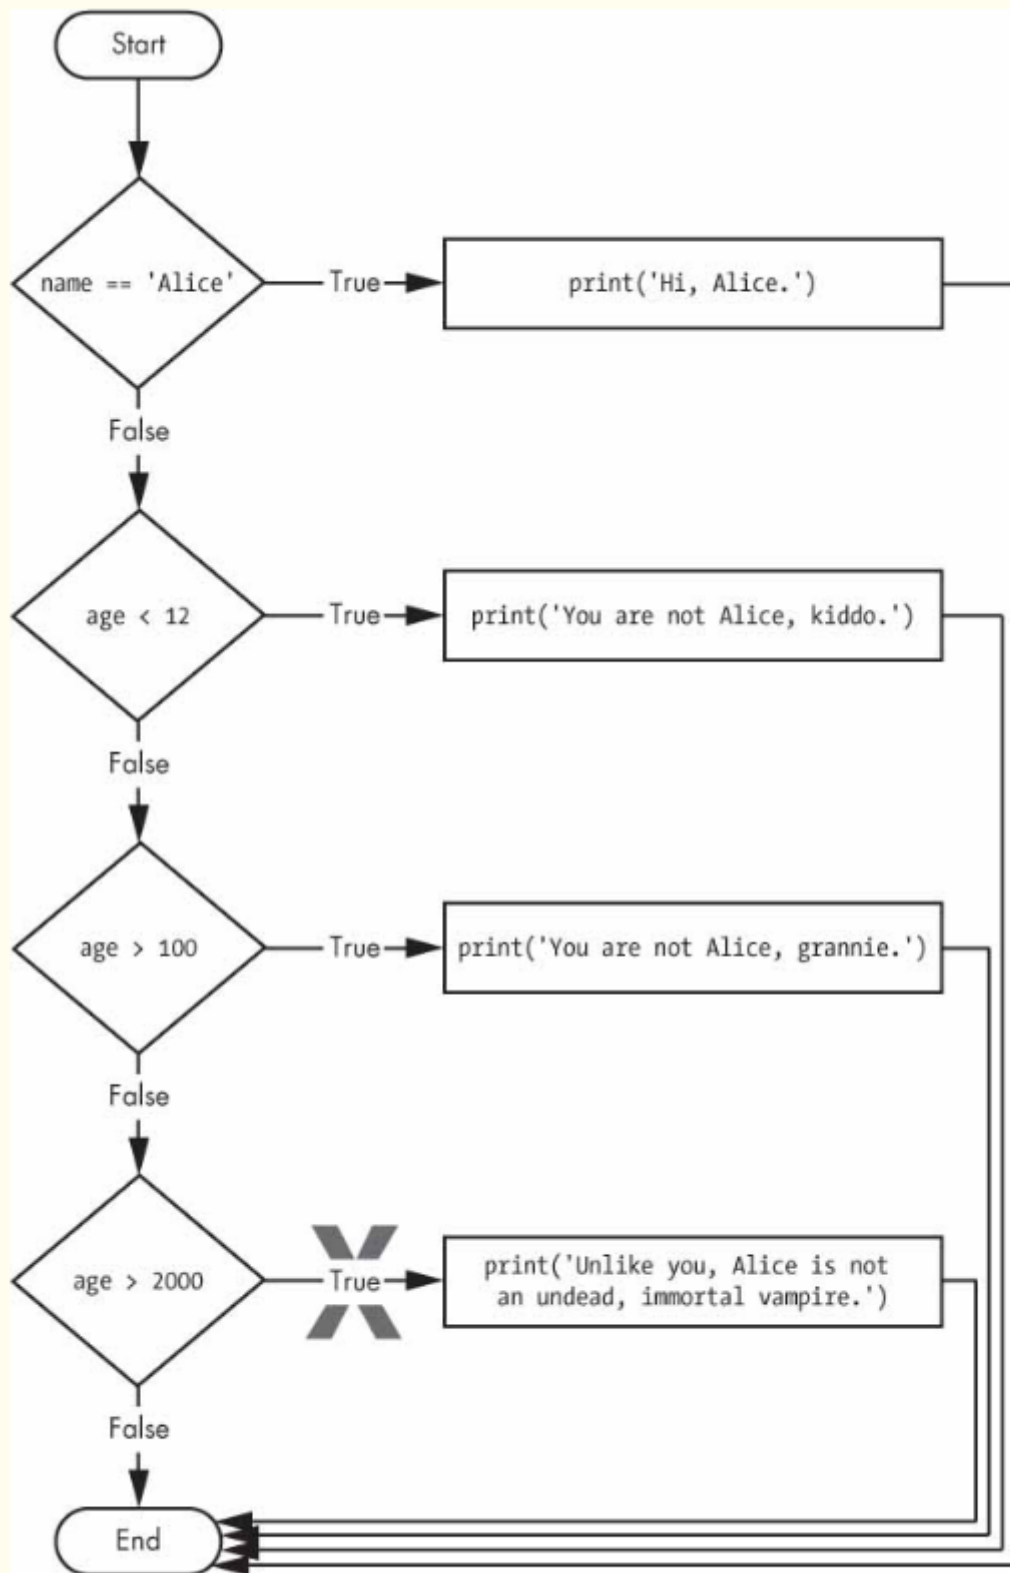 Start
name == 'Alice'
True
print('Hi, Alice.')
False
age < 12
True
print('You are not Alice, kiddo.')
False
age > 100
True
print('You are not Alice, grannie.')
False
age > 2000
True
print('Unlike you, Alice is not
an undead, immortal vampire.')
False
End